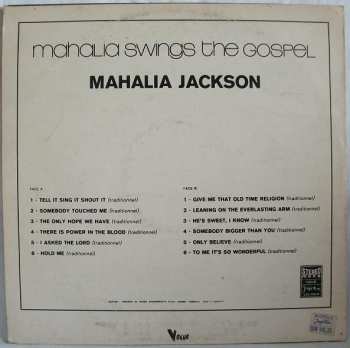 mahalia swings the GOSPEL
MAHALIA JACKSON
FACE A
1 - TELL IT SING IT SHOUT IT (traditionnel)
2 - SOMEBODY TOUCHED ME (traditionnel)
3 - THE ONLY HOPE WE HAVE (traditionnel)
4 - THERE IS POWER IN THE BLOOD (traditionnel)
5 - I ASKED THE LORD (traditionnel)
6 - HOLD ME (traditionnel)
FACE B
1 - GIVE ME THAT OLD TIME RELIGION (traditionnel)
2 - LEANING ON THE EVERLASTING ARM (traditionnel)
3 - HE'S SWEET, I KNOW (traditionnel)
4 - SOMEBODY BIGGER THAN YOU (traditionnel)
5 - ONLY BELIEVE (traditionnel)
6 - TO ME IT'S SO WONDERFUL (traditionnel)
STEREO
VOGUE